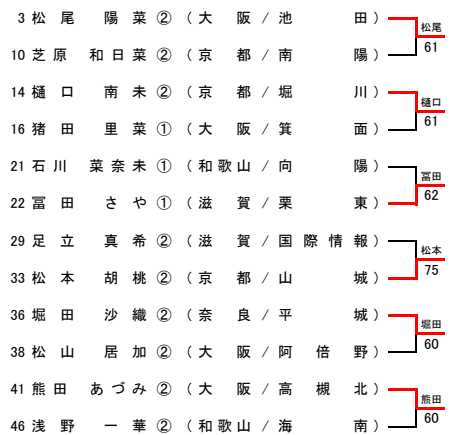 3 松尾 陽菜 ② ( 大阪 / 池田 )
松尾
61
10 芝原 和日菜 ② ( 京都 / 南陽 )
14 樋口 南未 ② ( 京都 / 堀川 )
樋口
61
16 猪田 里菜 ① ( 大阪 / 箕面 )
21 石川 菜奈未 ① ( 和歌山 / 向陽 )
冨田
62
22 冨田 さや ① ( 滋賀 / 栗東 )
29 足立 真希 ② ( 滋賀 / 国際情報 )
松本
75
33 松本 胡桃 ② ( 京都 / 山城 )
36 堀田 沙織 ② ( 奈良 / 平城 )
堀田
60
38 松山 居加 ② ( 大阪 / 阿倍野 )
41 熊田 あづみ ② ( 大阪 / 高槻北 )
熊田
60
46 浅野 一華 ② ( 和歌山 / 海南 )